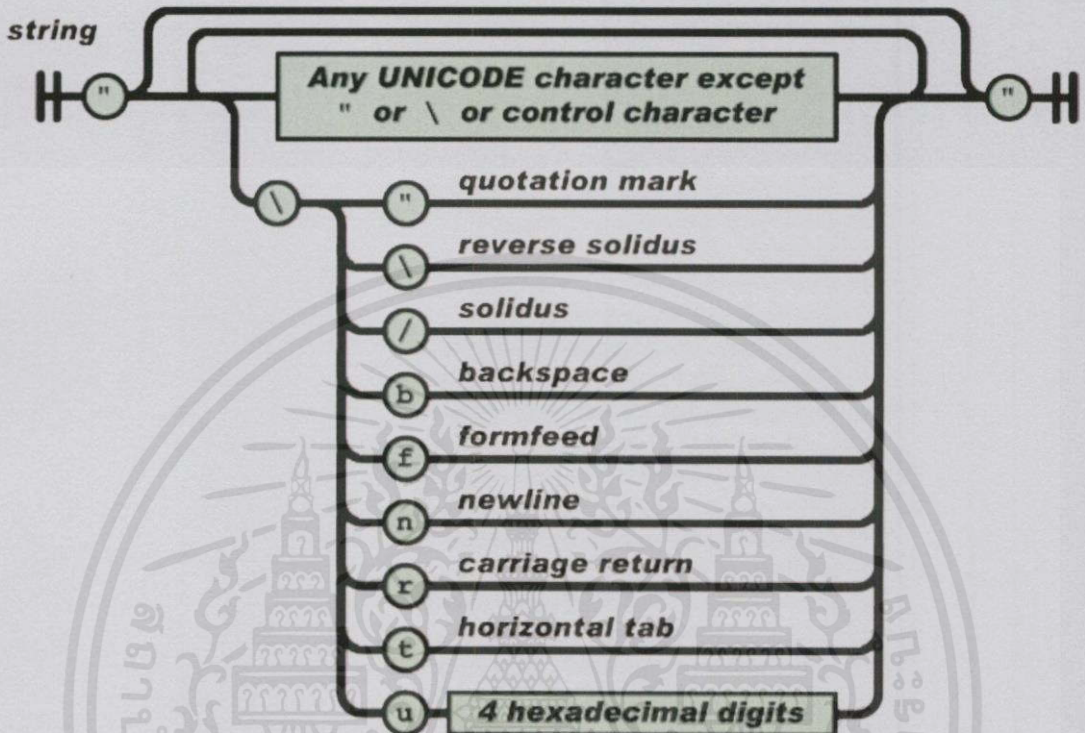 string
"
Any UNICODE character except
" or \ or control character
"
\
" quotation mark
\ reverse solidus
/ solidus
b backspace
f formfeed
n newline
r carriage return
t horizontal tab
u 4 hexadecimal digits